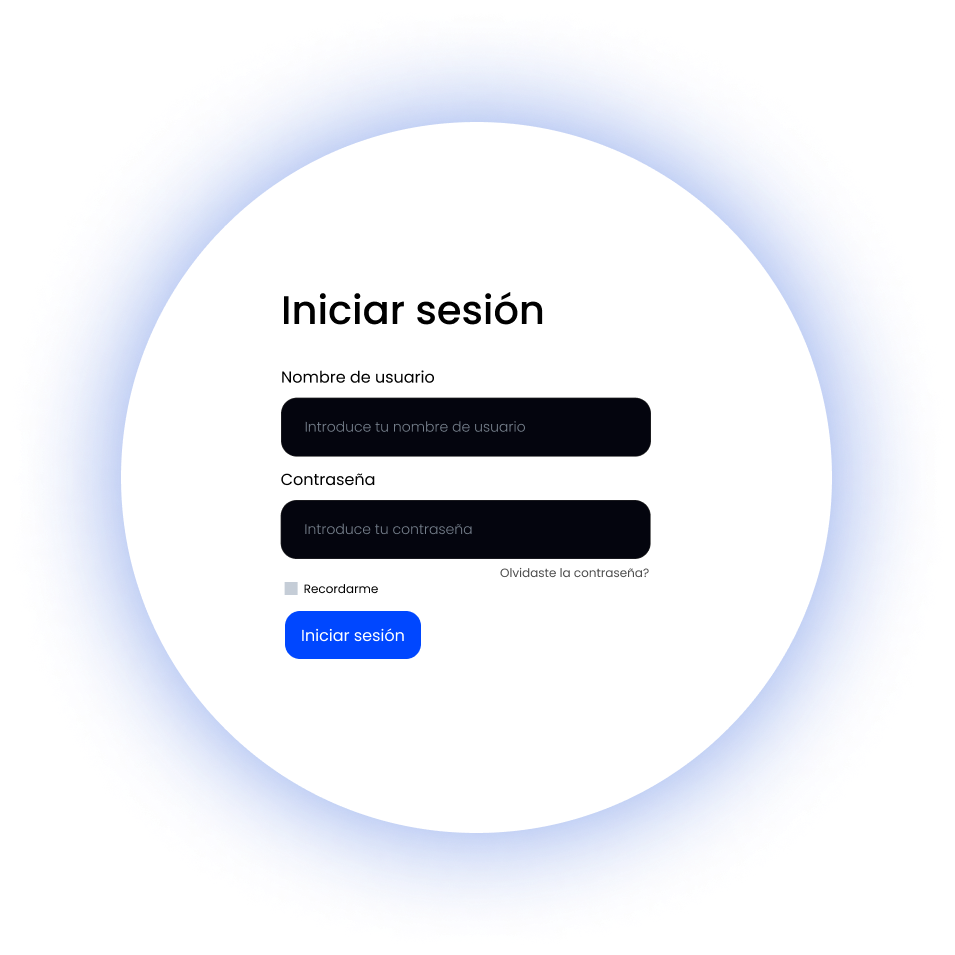 Iniciar sesión
Nombre de usuario
Introduce tu nombre de usuario
Contraseña
Introduce tu contraseña
Olvidaste la contraseña?
Recordarme
Iniciar sesión